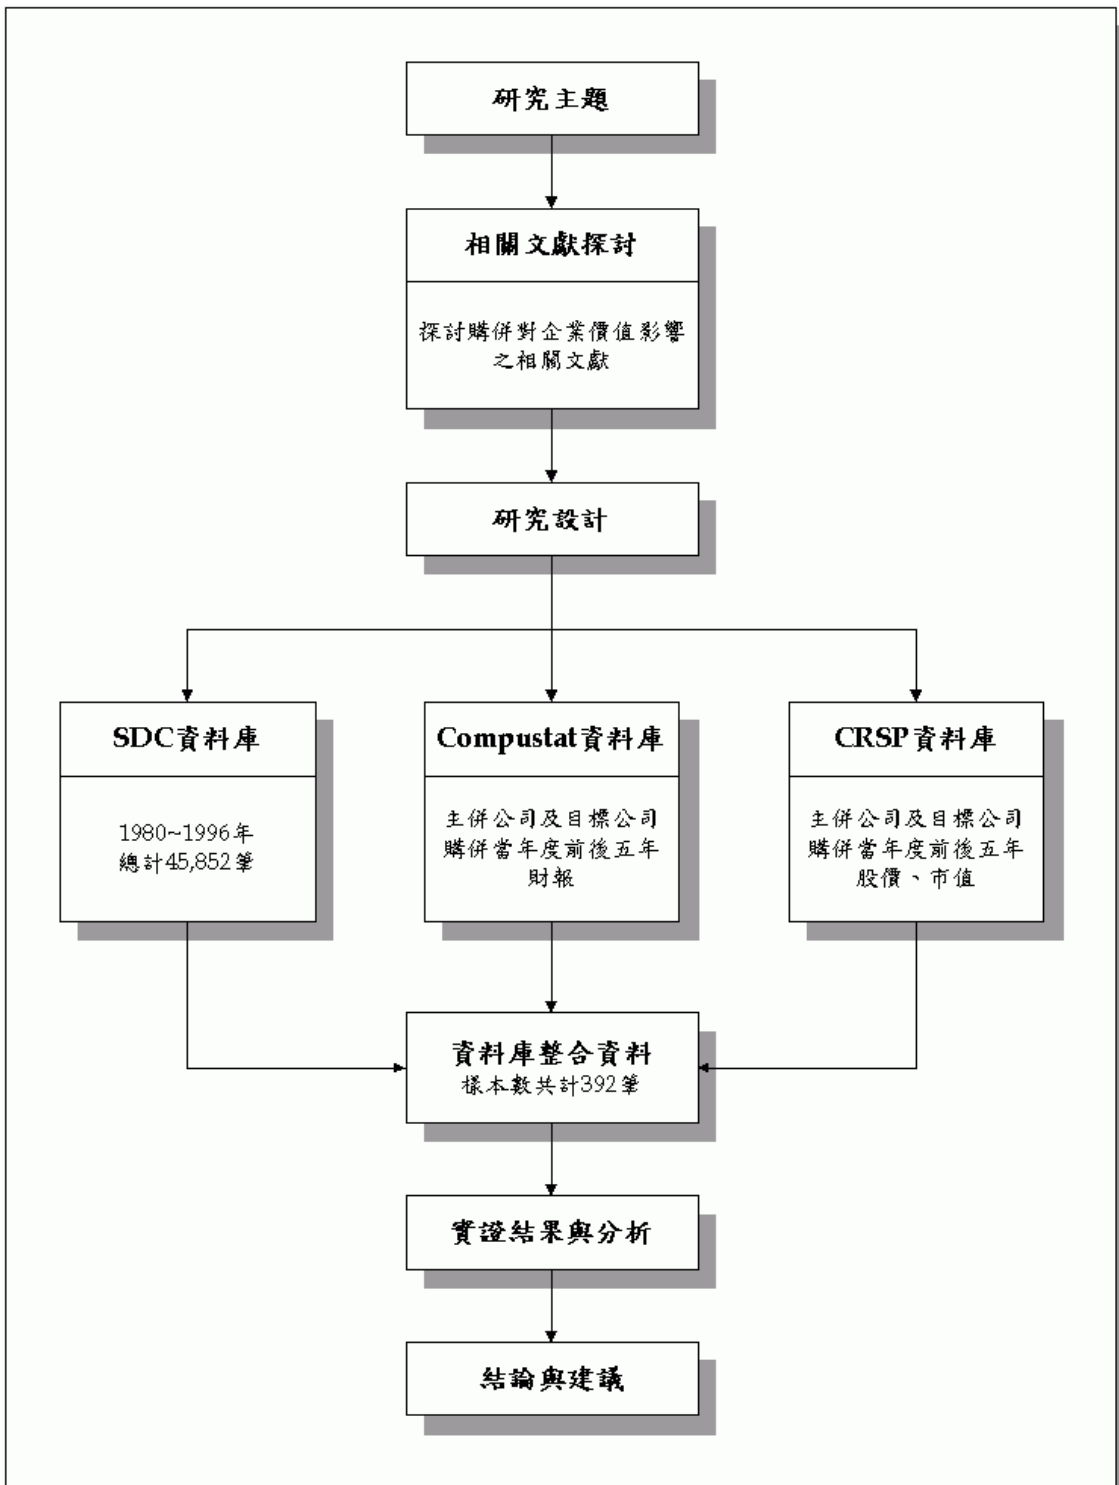 研究主題
相關文獻探討
探討購併對企業價值影響
之相關文獻
研究設計
SDC資料庫
1980~1996年
總計45,852筆
Compustat資料庫
主併公司及目標公司
購併當年度前後五年
財報
CRSP資料庫
主併公司及目標公司
購併當年度前後五年
股價、市值
資料庫整合資料
樣本數共計392筆
實證結果與分析
結論與建議